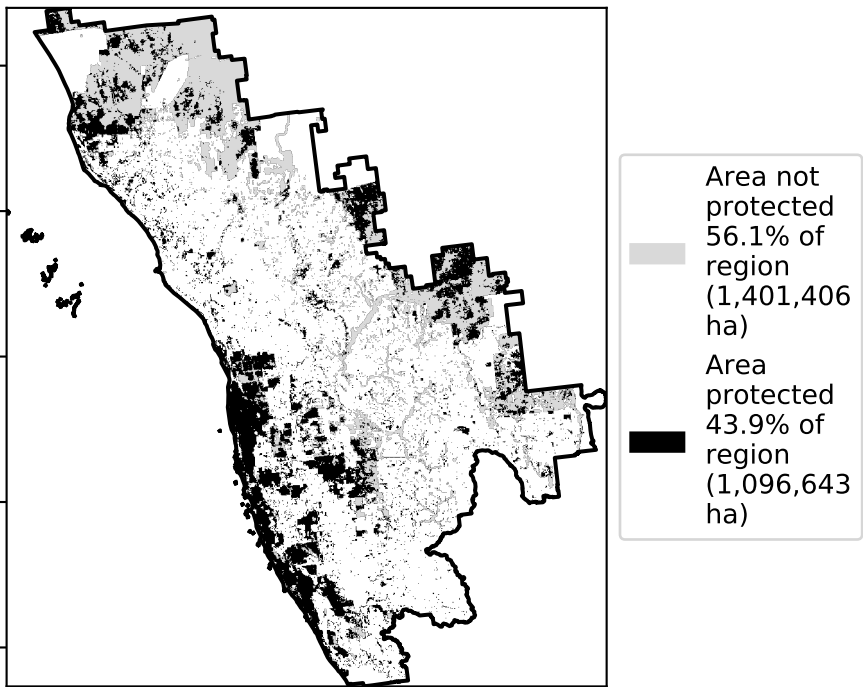 Area not
protected
56.1% of
region
(1,401,406
ha)
Area
protected
43.9% of
region
(1,096,643
ha)